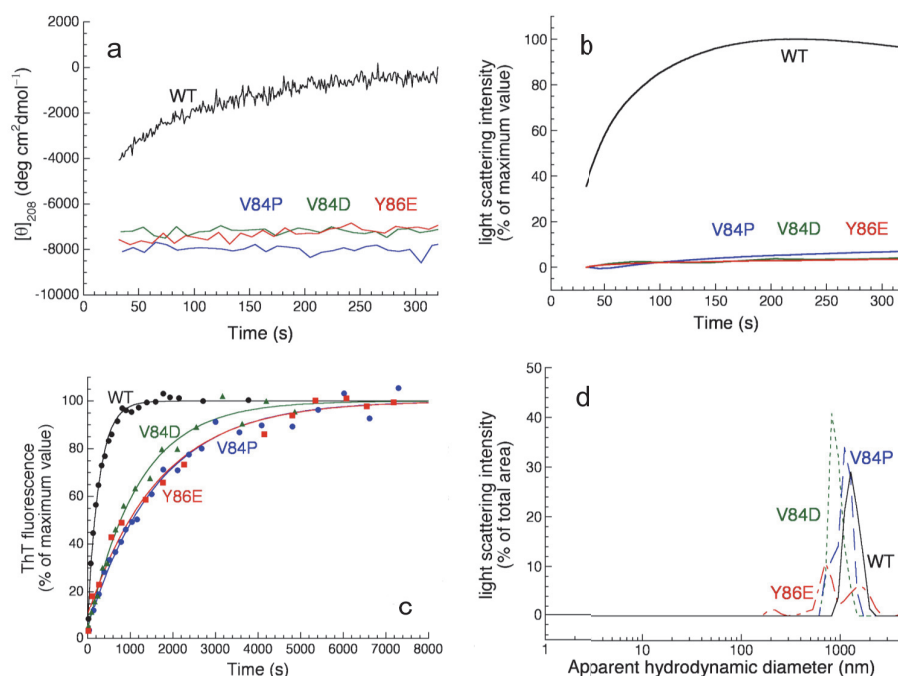 a
[θ]208 (deg cm2dmol-1)
2000
0
-2000
-4000
-6000
-8000
-10000
WT
V84P V84D Y86E
0 50 100 150 200 250 300
Time (s)
b
light scattering intensity
(% of maximum value)
100
80
60
40
20
0
WT
V84P V84D Y86E
0 50 100 150 200 250 300
Time (s)
c
ThT fluorescence
(% of maximum value)
100
80
60
40
20
0
WT
V84D
V84P
Y86E
0 1000 2000 3000 4000 5000 6000 7000 8000
Time (s)
d
light scattering intensity
(% of total area)
50
40
30
20
10
0
V84P
V84D
WT
Y86E
1 10 100 1000
Apparent hydrodynamic diameter (nm)